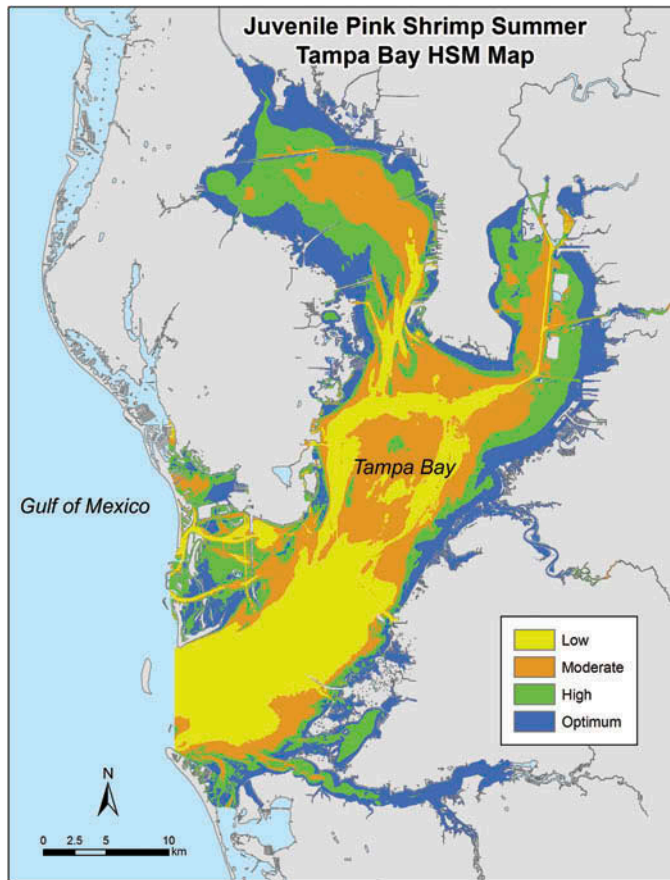 Juvenile Pink Shrimp Summer
Tampa Bay HSM Map
Tampa Bay
Gulf of Mexico
Low
Moderate
High
Optimum
N
0 2.5 5 10
km